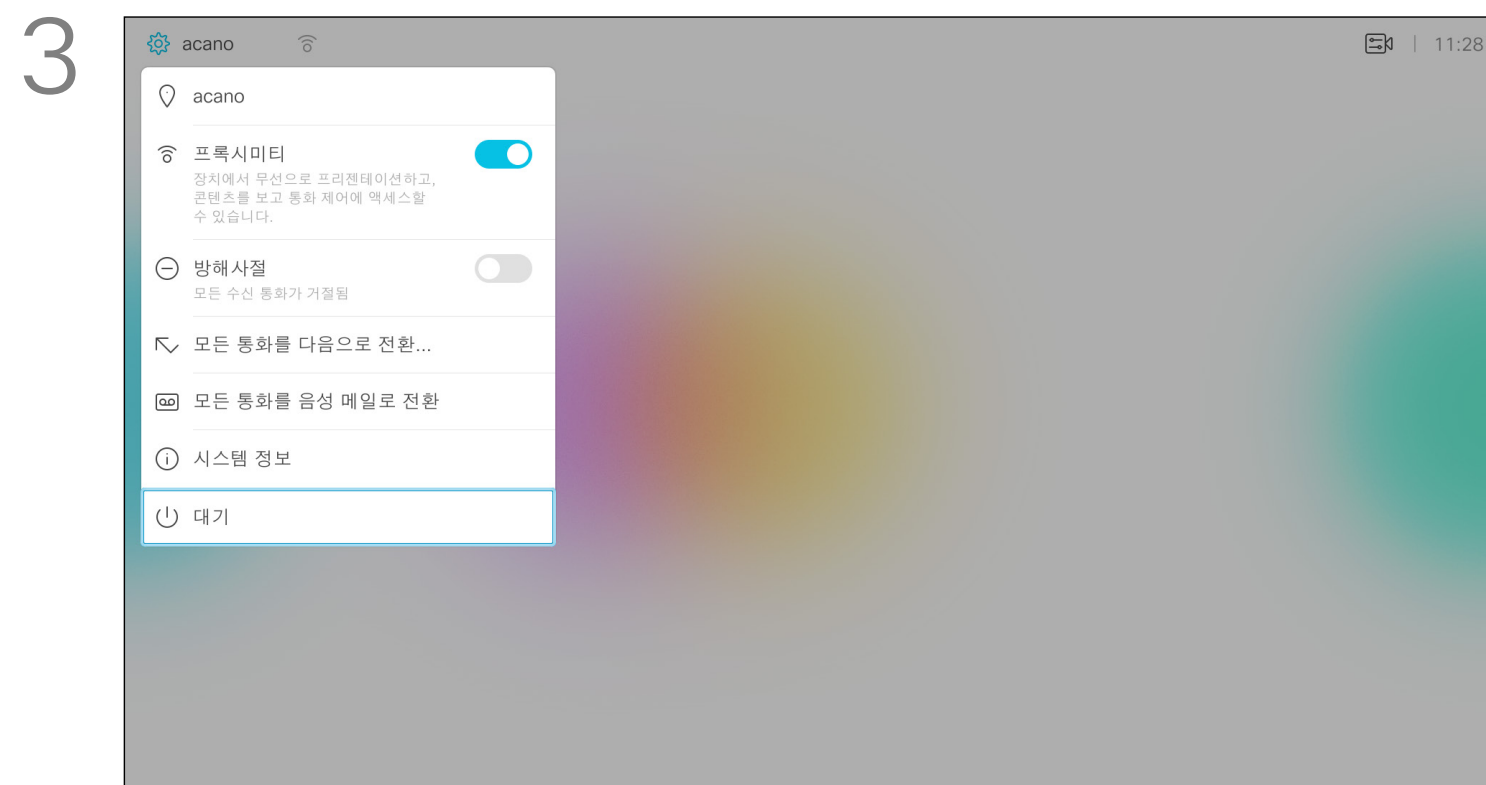 3
acano
11:28
acano
프록시미티
장치에서 무선으로 프리젠테이션하고,
콘텐츠를 보고 통화 제어에 액세스할
수 있습니다.
방해사절
모든 수신 통화가 거절됨
모든 통화를 다음으로 전환...
모든 통화를 음성 메일로 전환
시스템 정보
대기